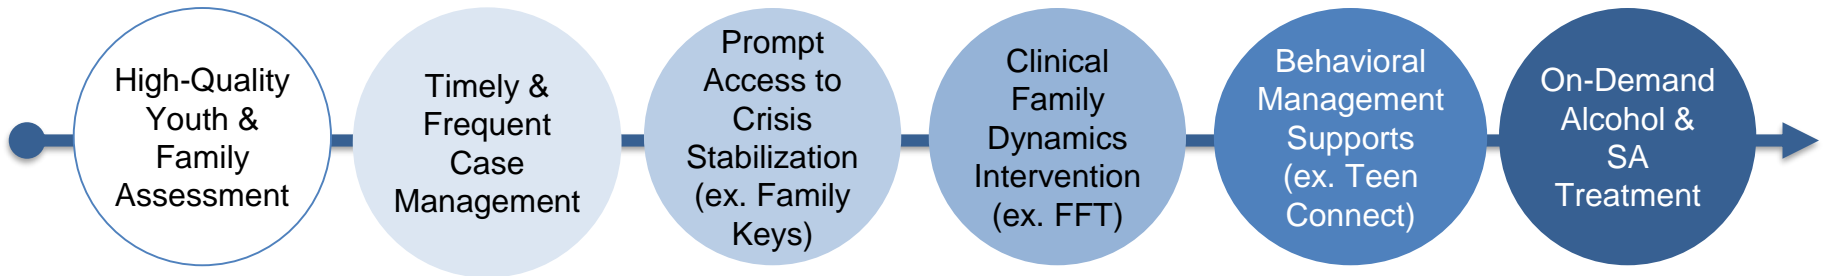 High-Quality
Youth &
Family
Assessment
Timely &
Frequent
Case
Management
Prompt
Access to
Crisis
Stabilization
(ex. Family
Keys)
Clinical
Family
Dynamics
Intervention
(ex. FFT)
Behavioral
Management
Supports
(ex. Teen
Connect)
On-Demand
Alcohol &
SA
Treatment